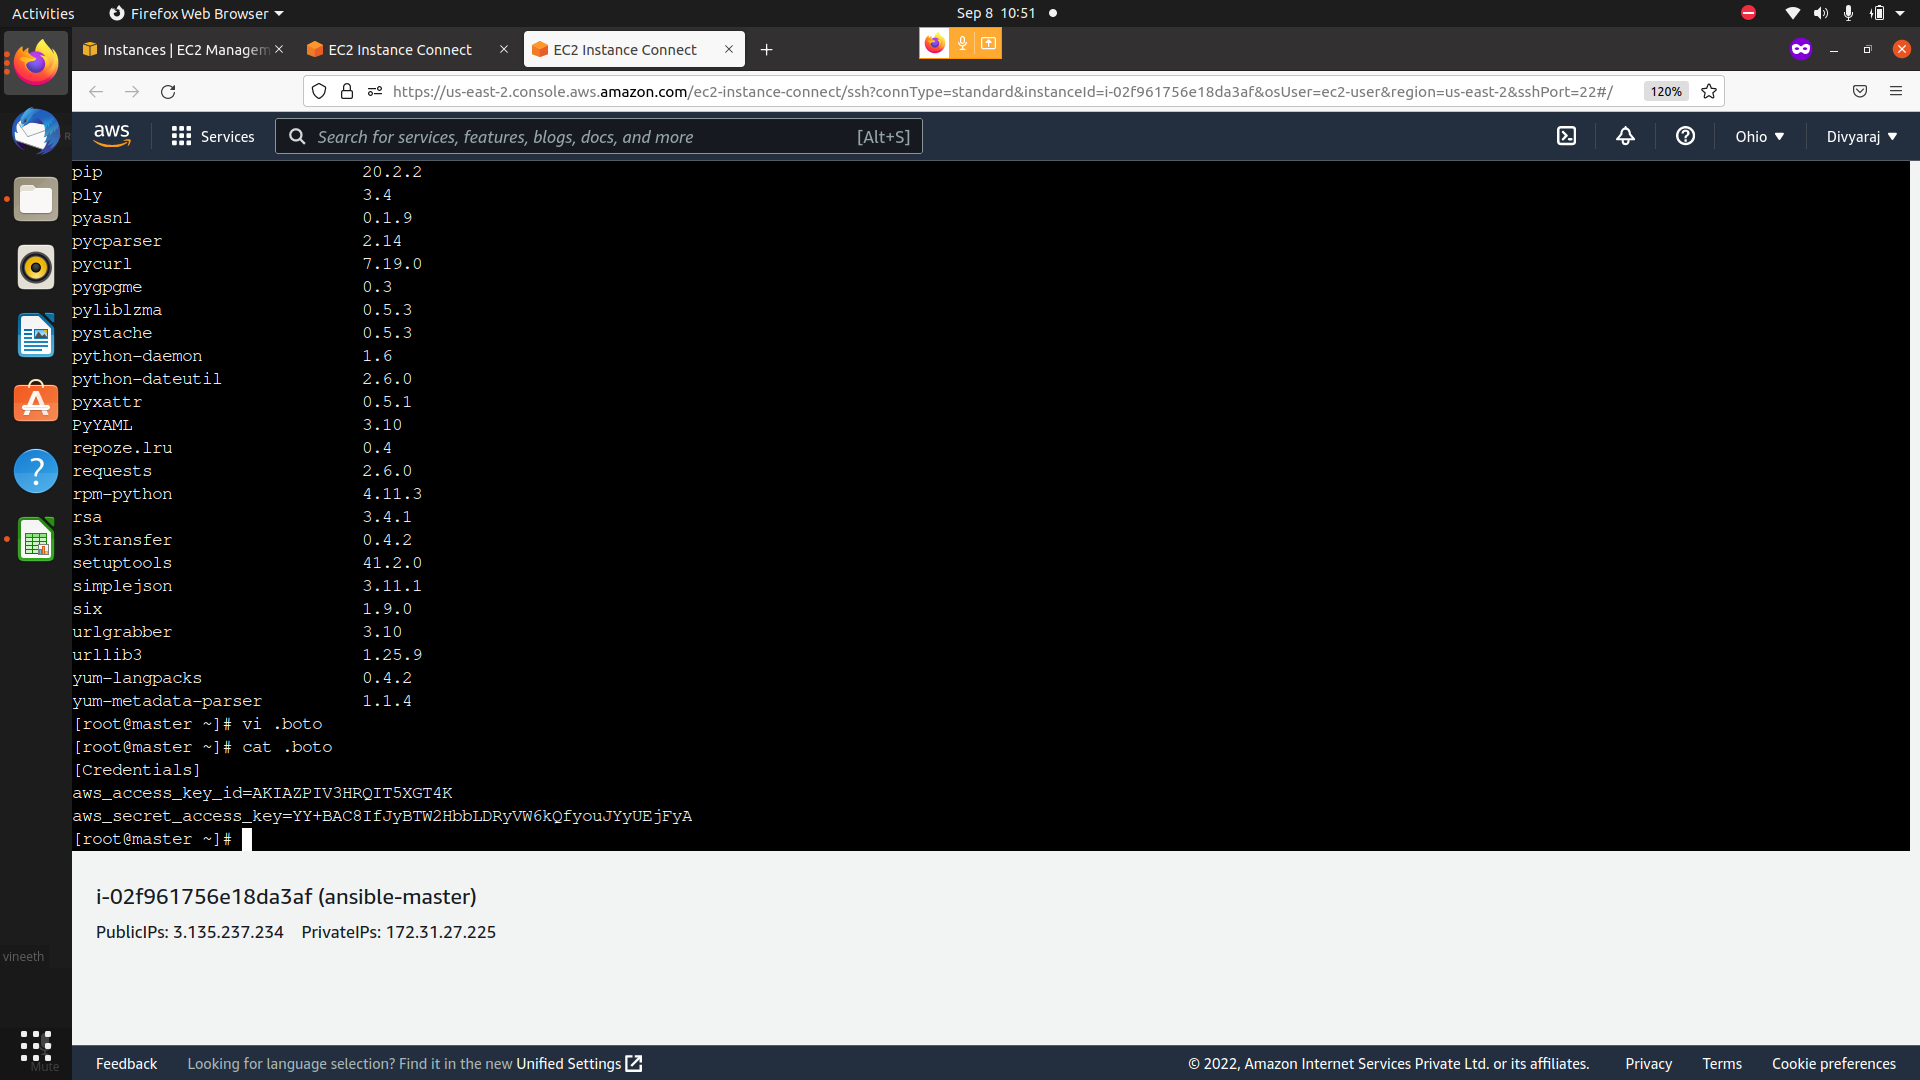 Activities
Firefox Web Browser
Sep 8 10:51
Instances | EC2 Managem
EC2 Instance Connect
EC2 Instance Connect
https://us-east-2.console.aws.amazon.com/ec2-instance-connect/ssh?connType=standard&instanceId=i-02f961756e18da3af&osUser=ec2-user&region=us-east-2&sshPort=22#/
120%
aws
Services
Search for services, features, blogs, docs, and more
[Alt+S]
Ohio
Divyaraj
pip 20.2.2
ply 3.4
pyasn1 0.1.9
pycparser 2.14
pycurl 7.19.0
pygpgme 0.3
pyliblzma 0.5.3
pystache 0.5.3
python-daemon 1.6
python-dateutil 2.6.0
pyxattr 0.5.1
PyYAML 3.10
repoze.lru 0.4
requests 2.6.0
rpm-python 4.11.3
rsa 3.4.1
s3transfer 0.4.2
setuptools 41.2.0
simplejson 3.11.1
six 1.9.0
urlgrabber 3.10
urllib3 1.25.9
yum-langpacks 0.4.2
yum-metadata-parser 1.1.4
[root@master ~]# vi .boto
[root@master ~]# cat .boto
[Credentials]
aws_access_key_id=AKIAZPIV3HRQIT5XGT4K
aws_secret_access_key=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
[root@master ~]#
i-02f961756e18da3af (ansible-master)
PublicIPs: 3.135.237.234 PrivateIPs: 172.31.27.225
vineeth
Mute
Feedback
Looking for language selection? Find it in the new Unified Settings
© 2022, Amazon Internet Services Private Ltd. or its affiliates.
Privacy
Terms
Cookie preferences